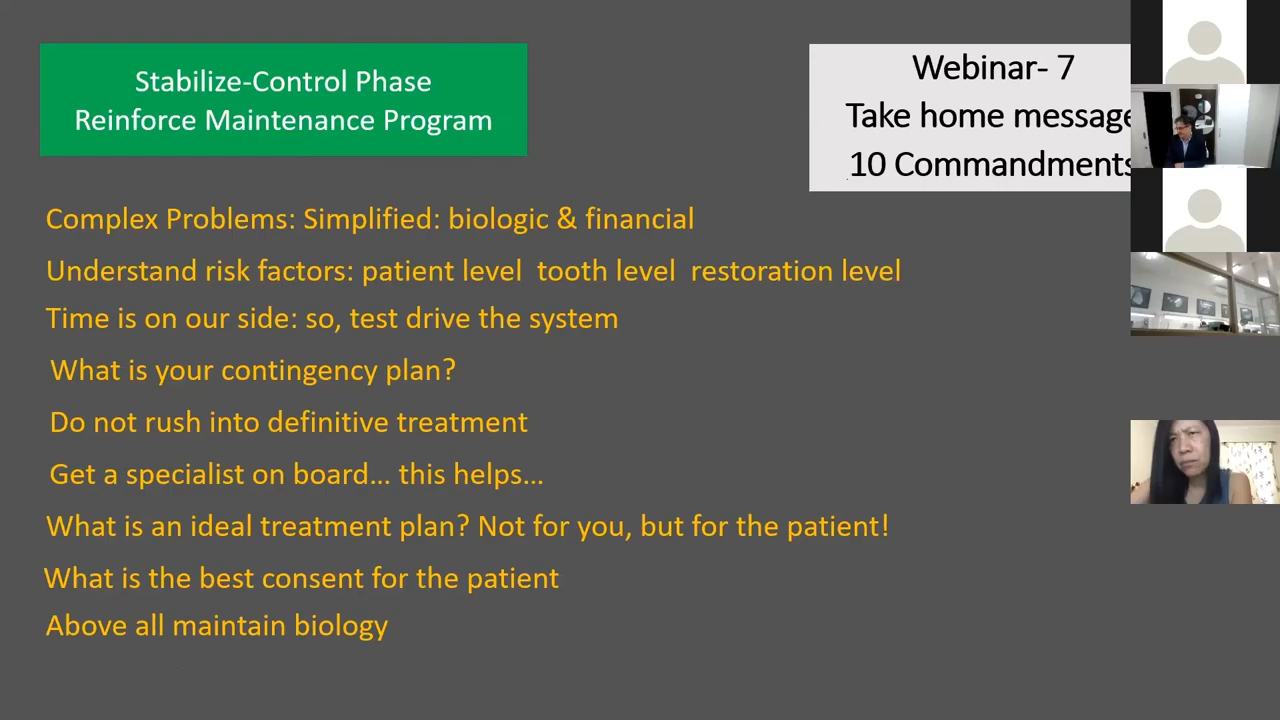 Stabilize-Control Phase
Reinforce Maintenance Program
Webinar- 7
Take home message
10 Commandments
Complex Problems: Simplified: biologic & financial
Understand risk factors: patient level  tooth level  restoration level
Time is on our side: so, test drive the system
What is your contingency plan?
Do not rush into definitive treatment
Get a specialist on board... this helps...
What is an ideal treatment plan? Not for you, but for the patient!
What is the best consent for the patient
Above all maintain biology